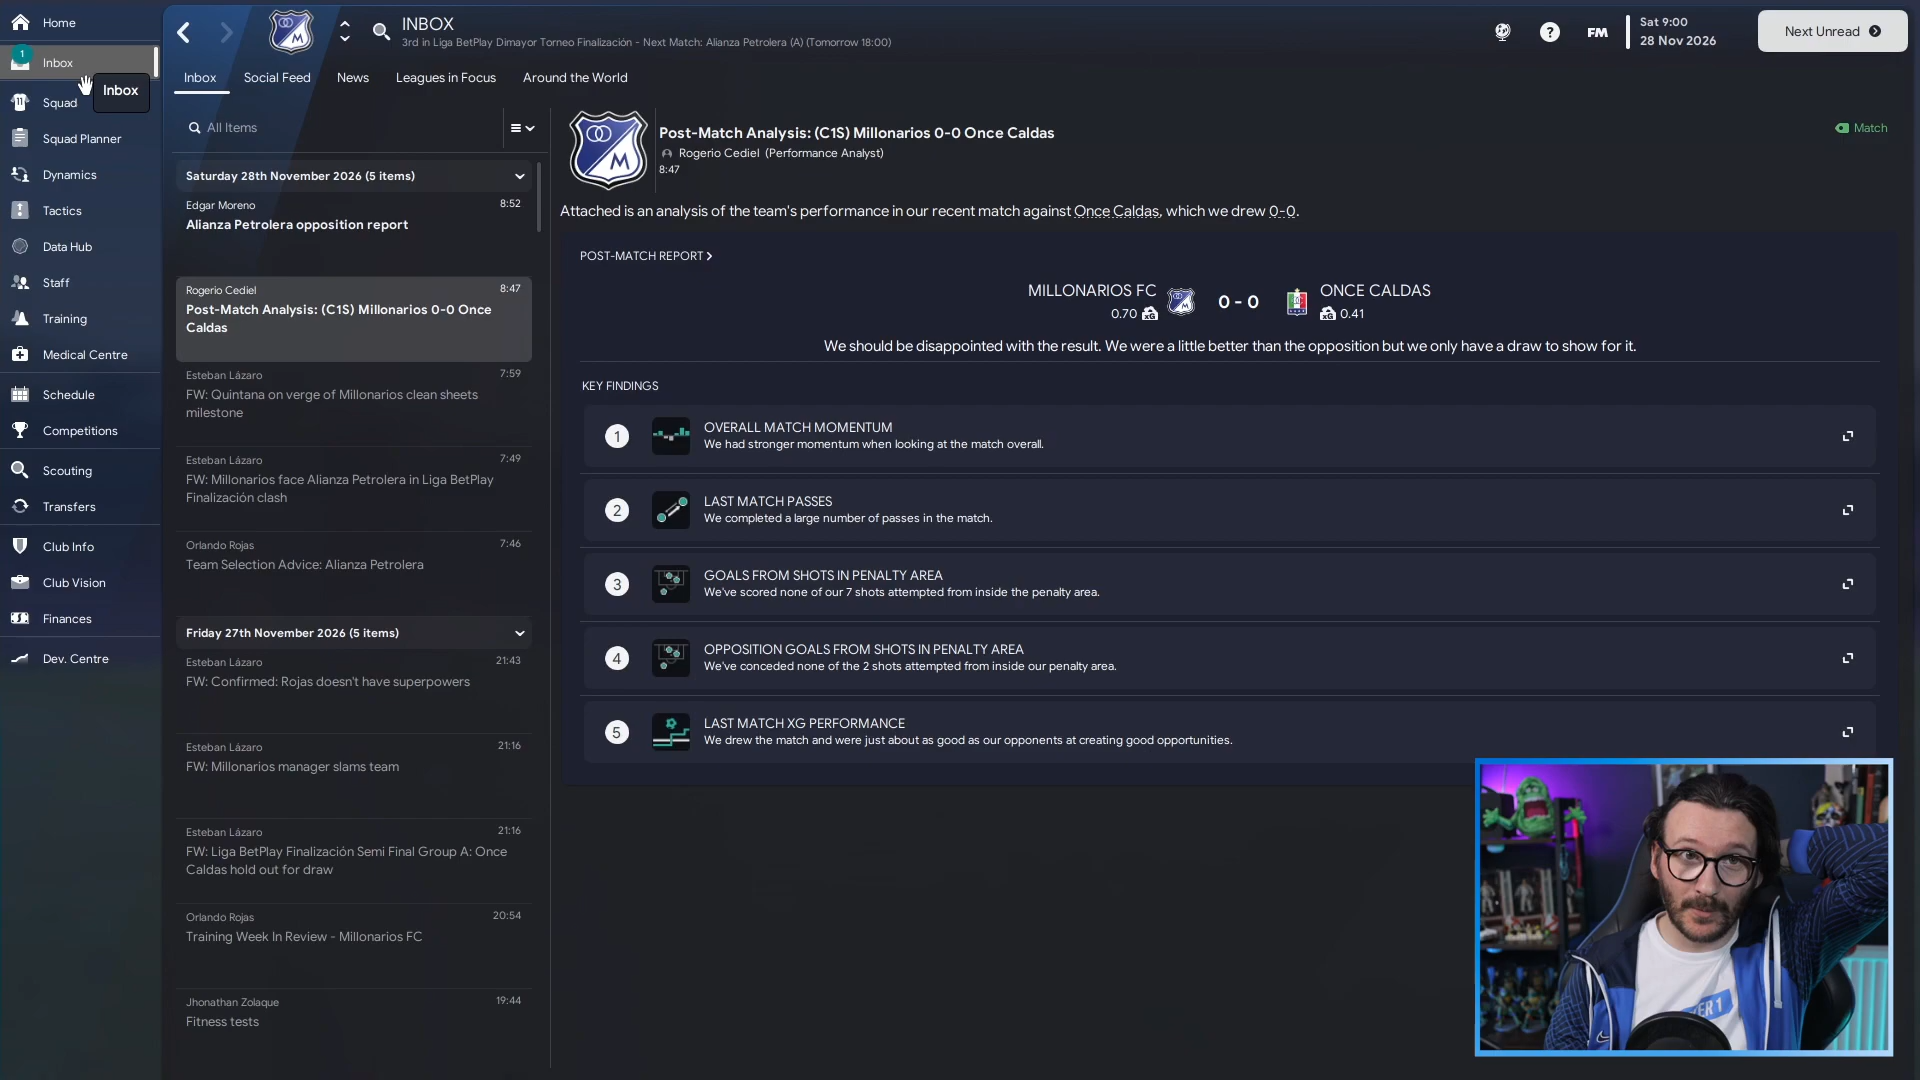 Home
1
Inbox
Inbox
Squad
Squad Planner
Dynamics
Tactics
Data Hub
Staff
Training
Medical Centre
Schedule
Competitions
Scouting
Transfers
Club Info
Club Vision
Finances
Dev. Centre
INBOX
3rd in Liga BetPlay Dimayor Torneo Finalización - Next Match: Alianza Petrolera (A) (Tomorrow 18:00)
FM
Sat 9:00
28 Nov 2026
Next Unread
Inbox
Social Feed
News
Leagues in Focus
Around the World
All Items
Saturday 28th November 2026 (5 items)
Edgar Moreno
8:52
Alianza Petrolera opposition report
Rogerio Cediel
8:47
Post-Match Analysis: (C1S) Millonarios 0-0 Once
Caldas
Esteban Lázaro
7:59
FW: Quintana on verge of Millonarios clean sheets
milestone
Esteban Lázaro
7:49
FW: Millonarios face Alianza Petrolera in Liga BetPlay
Finalización clash
Orlando Rojas
7:46
Team Selection Advice: Alianza Petrolera
Friday 27th November 2026 (5 items)
Esteban Lázaro
21:43
FW: Confirmed: Rojas doesn't have superpowers
Esteban Lázaro
21:16
FW: Millonarios manager slams team
Esteban Lázaro
21:16
FW: Liga BetPlay Finalización Semi Final Group A: Once
Caldas hold out for draw
Orlando Rojas
20:54
Training Week In Review - Millonarios FC
Jhonathan Zolaque
19:44
Fitness tests
Post-Match Analysis: (C1S) Millonarios 0-0 Once Caldas
Rogerio Cediel (Performance Analyst)
8:47
Match
Attached is an analysis of the team's performance in our recent match against Once Caldas, which we drew 0-0.
POST-MATCH REPORT
MILLONARIOS FC
0.70 xG
0 - 0
ONCE CALDAS
xG 0.41
We should be disappointed with the result. We were a little better than the opposition but we only have a draw to show for it.
KEY FINDINGS
1
OVERALL MATCH MOMENTUM
We had stronger momentum when looking at the match overall.
2
LAST MATCH PASSES
We completed a large number of passes in the match.
3
GOALS FROM SHOTS IN PENALTY AREA
We've scored none of our 7 shots attempted from inside the penalty area.
4
OPPOSITION GOALS FROM SHOTS IN PENALTY AREA
We've conceded none of the 2 shots attempted from inside our penalty area.
5
LAST MATCH XG PERFORMANCE
We drew the match and were just about as good as our opponents at creating good opportunities.